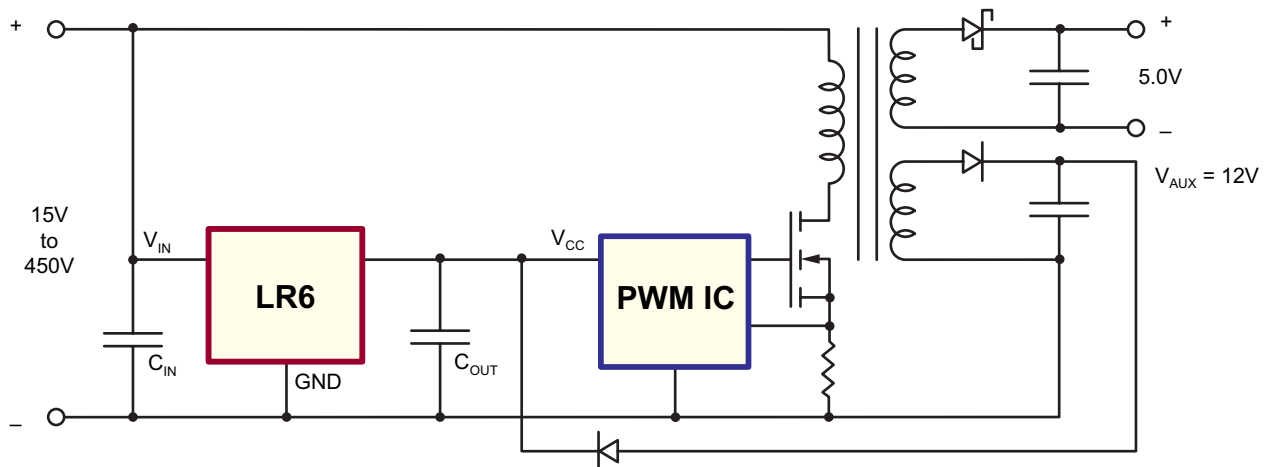 +
+
5.0V
–
V_AUX = 12V
15V
to
450V
V_IN
V_CC
LR6
PWM IC
C_IN
GND
C_OUT
–